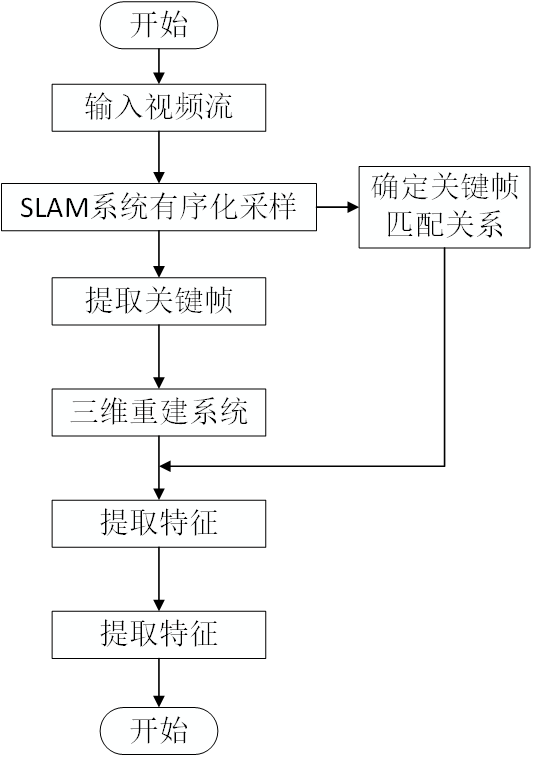 开始
输入视频流
SLAM系统有序化采样
确定关键帧
匹配关系
提取关键帧
三维重建系统
提取特征
提取特征
开始